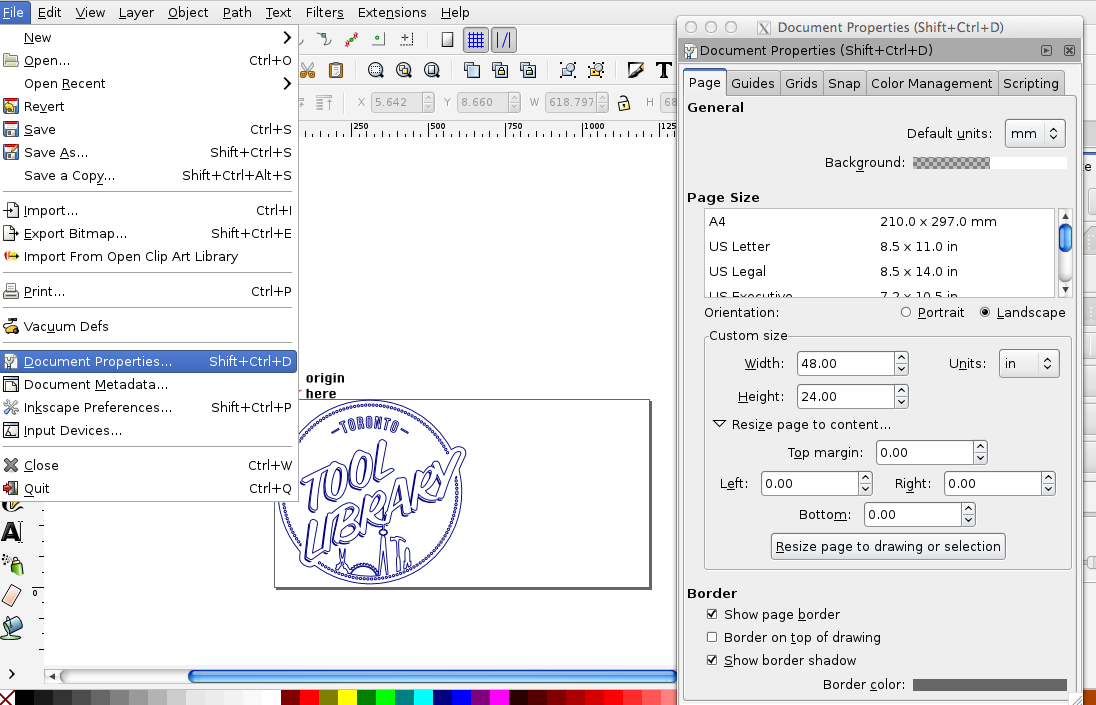 File Edit View Layer Object Path Text Filters Extensions Help
New
Open... Ctrl+O
Open Recent
Revert
Save Ctrl+S
Save As... Shift+Ctrl+S
Save a Copy... Shift+Ctrl+Alt+S
Import... Ctrl+I
Export Bitmap... Shift+Ctrl+E
Import From Open Clip Art Library
Print... Ctrl+P
Vacuum Defs
Document Properties... Shift+Ctrl+D
Document Metadata...
Inkscape Preferences... Shift+Ctrl+P
Input Devices...
Close Ctrl+W
Quit Ctrl+Q
X 5.642 Y 8.660 W 618.797 H 68
250 500 750 1000 125
origin
here
TORONTO
TOOL
LIBRARY
0
Document Properties (Shift+Ctrl+D)
Document Properties (Shift+Ctrl+D)
Page Guides Grids Snap Color Management Scripting
General
Default units: mm
Background:
Page Size
A4 210.0 x 297.0 mm
US Letter 8.5 x 11.0 in
US Legal 8.5 x 14.0 in
US Executive 7.2 x 10.5 in
Orientation: Portrait Landscape
Custom size
Width: 48.00 Units: in
Height: 24.00
Resize page to content...
Top margin: 0.00
Left: 0.00 Right: 0.00
Bottom: 0.00
Resize page to drawing or selection
Border
Show page border
Border on top of drawing
Show border shadow
Border color: